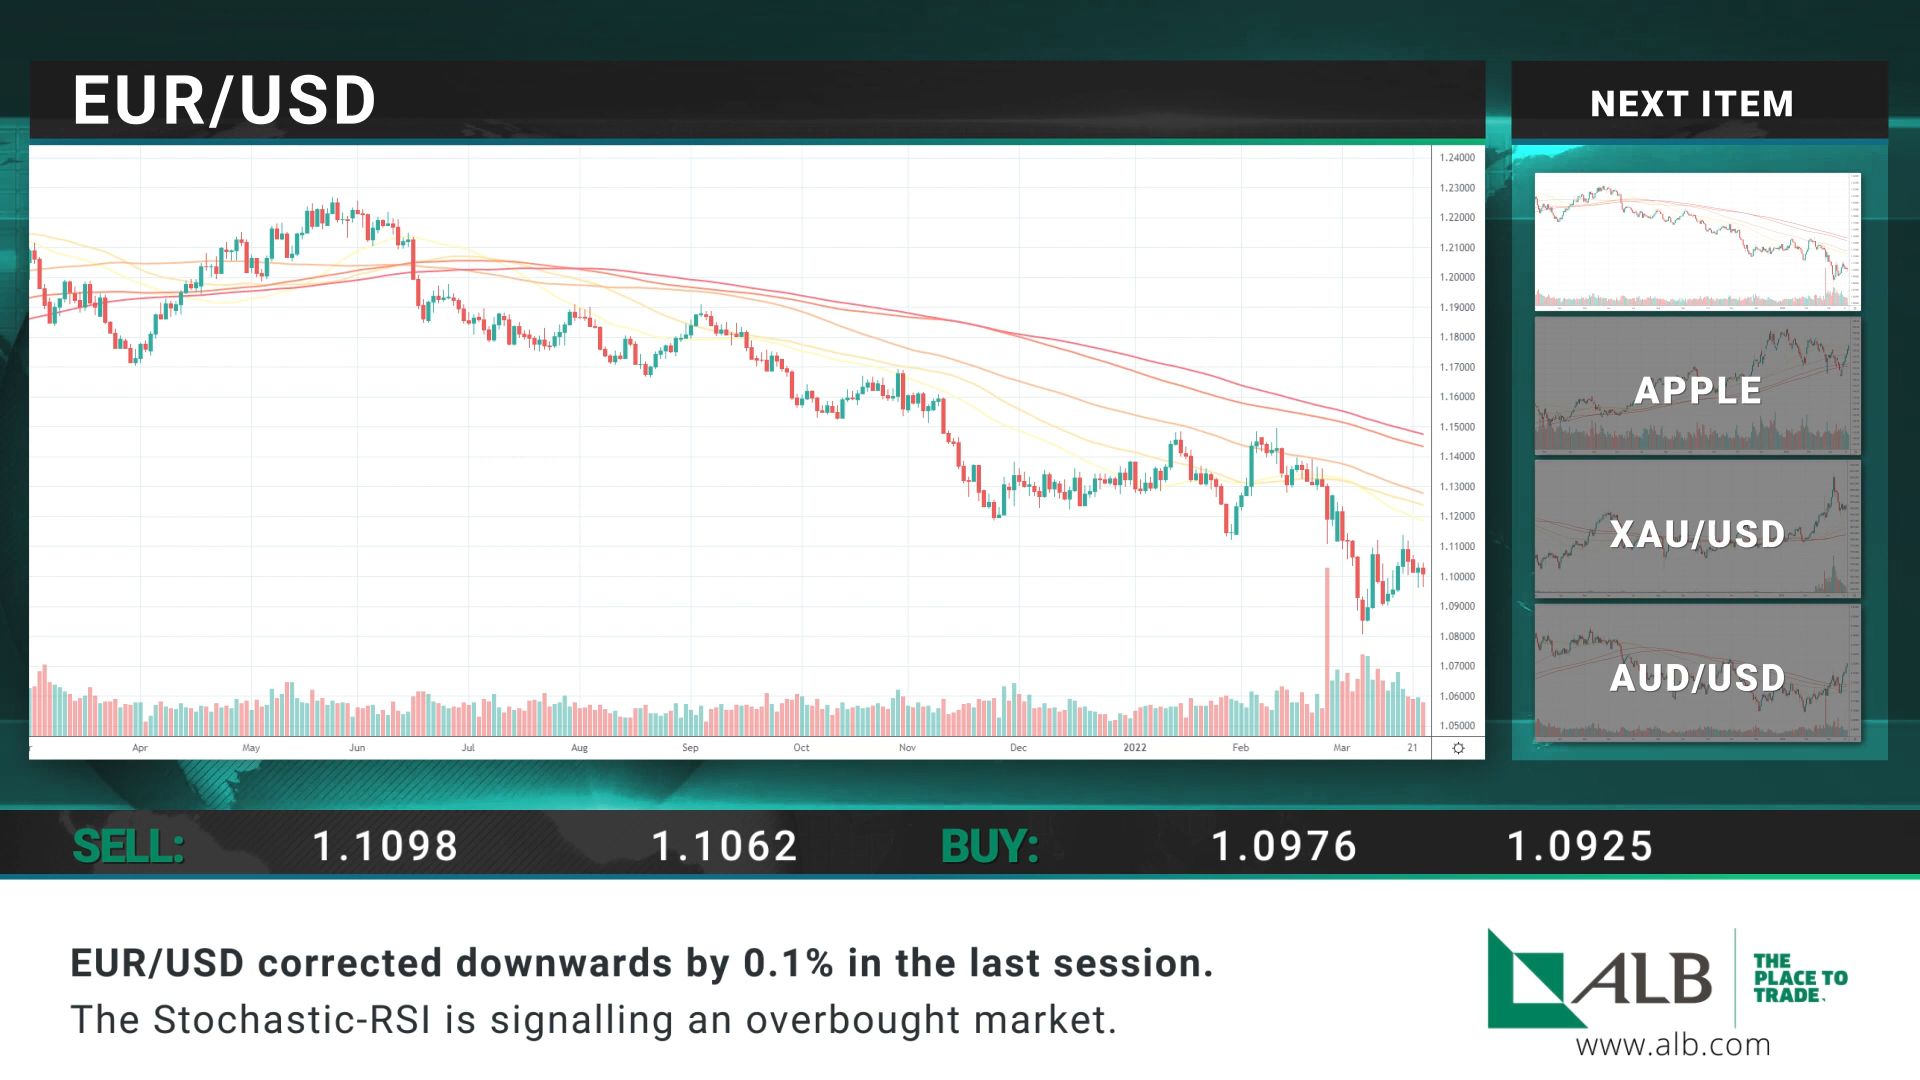 EUR/USD
NEXT ITEM
1.24000
1.23000
1.22000
1.21000
1.20000
1.19000
1.18000
1.17000
1.16000
1.15000
1.14000
1.13000
1.12000
1.11000
1.10000
1.09000
1.08000
1.07000
1.06000
1.05000
Apr May Jun Jul Aug Sep Oct Nov Dec 2022 Feb Mar 21
APPLE
XAU/USD
AUD/USD
SELL: 1.1098 1.1062 BUY: 1.0976 1.0925
EUR/USD corrected downwards by 0.1% in the last session.
The Stochastic-RSI is signalling an overbought market.
ALB
THE
PLACE TO
TRADE.
www.alb.com